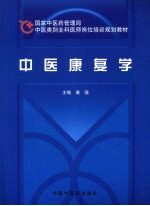 国家中医药管理局
中医类别全科医师岗位培训规划教材
中医康复学
主编 唐强
中国中医药出版社